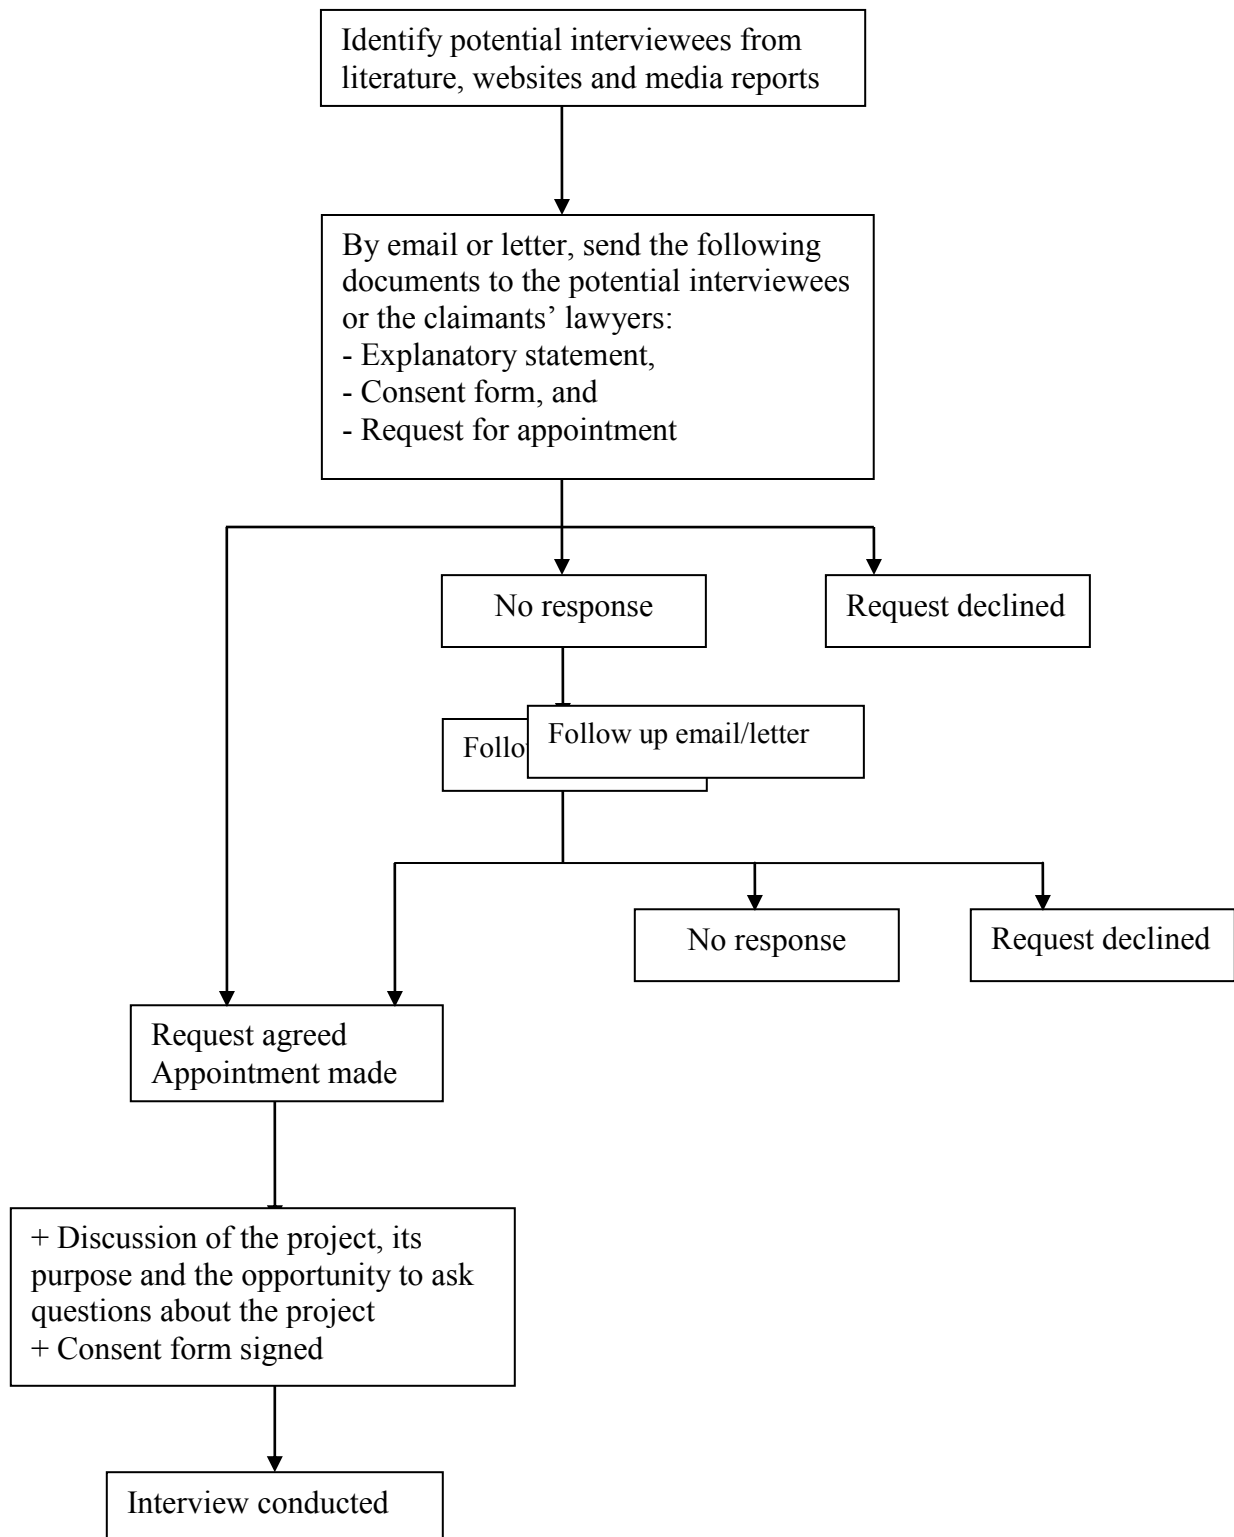 Identify potential interviewees from
literature, websites and media reports
By email or letter, send the following
documents to the potential interviewees
or the claimants’ lawyers:
- Explanatory statement,
- Consent form, and
- Request for appointment
No response
Request declined
Follow up email/letter
No response
Request declined
Request agreed
Appointment made
+ Discussion of the project, its
purpose and the opportunity to ask
questions about the project
+ Consent form signed
Interview conducted